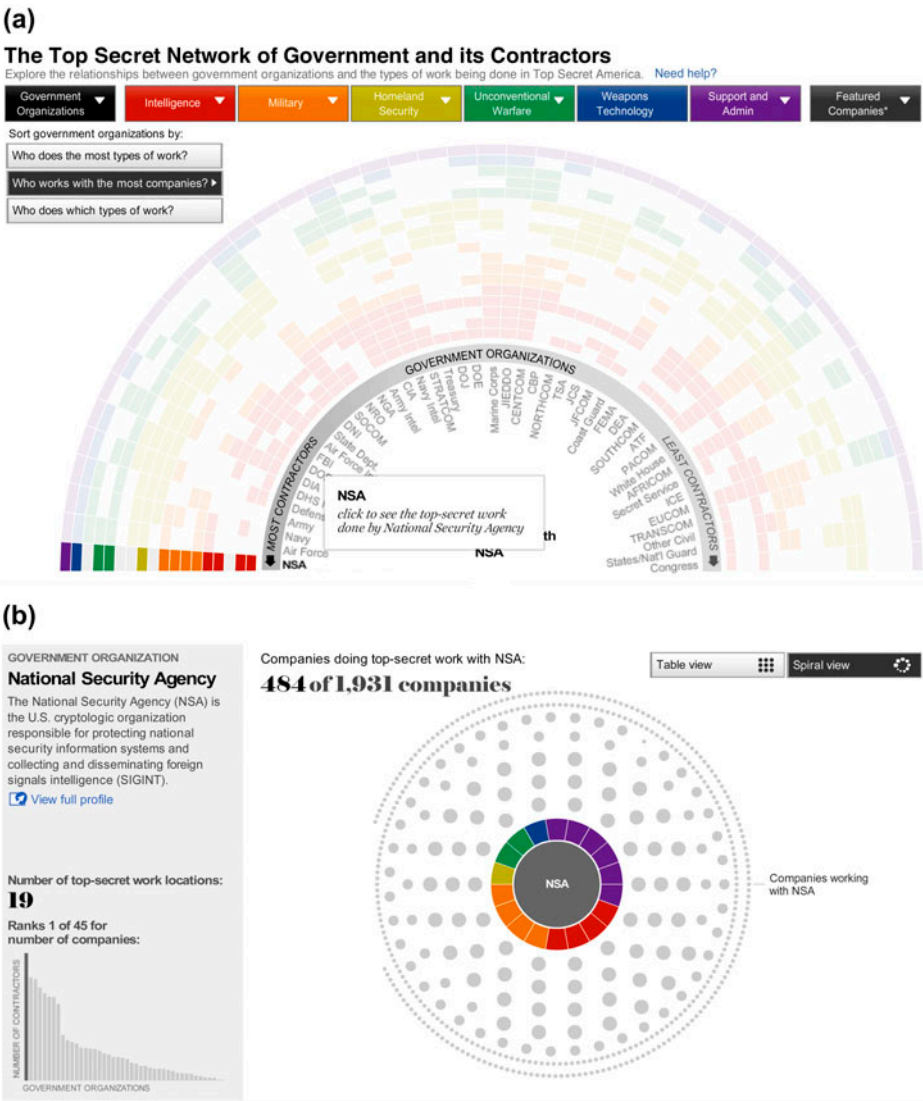 (a)
The Top Secret Network of Government and its Contractors
Explore the relationships between government organizations and the types of work being done in Top Secret America. Need help?
Government
Organizations
Intelligence
Military
Homeland
Security
Unconventional
Warfare
Weapons
Technology
Support and
Admin
Featured
Companies*
Sort government organizations by:
Who does the most types of work?
Who works with the most companies?
Who does which types of work?
GOVERNMENT ORGANIZATIONS
MOST CONTRACTORS
LEAST CONTRACTORS
NSA
Air Force
Navy
Army
Defens
DHS
DIA
FBI
Air Force
State Dept.
DNI
SOCOM
NRO
NGA
Army Intel
CIA
Navy Intel
STRATCOM
Treasury
DOJ
DOE
Marine Corps
JIEDDO
CENTCOM
CBP
NORTHCOM
TSA
JCS
JFCOM
Coast Guard
FEMA
DEA
SOUTHCOM
ATF
PACOM
White House
AFRICOM
Secret Service
ICE
EUCOM
TRANSCOM
Other Civil
States/Nat'l Guard
Congress
NSA
click to see the top-secret work
done by National Security Agency
th
NSA
(b)
GOVERNMENT ORGANIZATION
National Security Agency
The National Security Agency (NSA) is
the U.S. cryptologic organization
responsible for protecting national
security information systems and
collecting and disseminating foreign
signals intelligence (SIGINT).
View full profile
Number of top-secret work locations:
19
Ranks 1 of 45 for
number of companies:
NUMBER OF CONTRACTORS
GOVERNMENT ORGANIZATIONS
Companies doing top-secret work with NSA:
484 of 1,931 companies
Table view
Spiral view
NSA
Companies working
with NSA